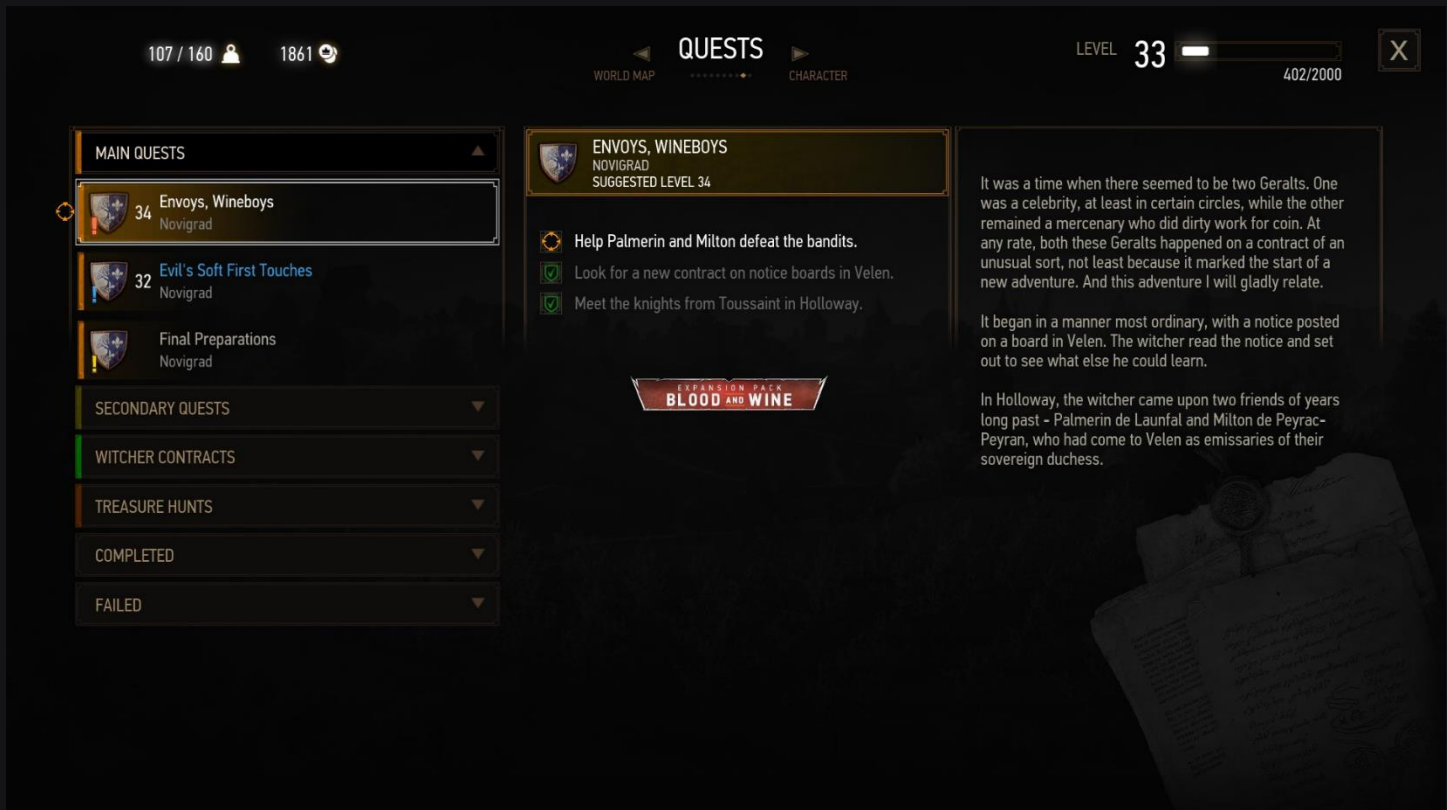 107 / 160
1861
QUESTS
WORLD MAP
CHARACTER
LEVEL 33
402/2000
X
MAIN QUESTS
34 Envoys, Wineboys
Novigrad
32 Evil's Soft First Touches
Novigrad
Final Preparations
Novigrad
SECONDARY QUESTS
WITCHER CONTRACTS
TREASURE HUNTS
COMPLETED
FAILED
ENVOYS, WINEBOYS
NOVIGRAD
SUGGESTED LEVEL 34
Help Palmerin and Milton defeat the bandits.
Look for a new contract on notice boards in Velen.
Meet the knights from Toussaint in Holloway.
EXPANSION PACK
BLOOD AND WINE
It was a time when there seemed to be two Geralts. One
was a celebrity, at least in certain circles, while the other
remained a mercenary who did dirty work for coin. At
any rate, both these Geralts happened on a contract of an
unusual sort, not least because it marked the start of a
new adventure. And this adventure I will gladly relate.
It began in a manner most ordinary, with a notice posted
on a board in Velen. The witcher read the notice and set
out to see what else he could learn.
In Holloway, the witcher came upon two friends of years
long past - Palmerin de Launfal and Milton de Peyrac-
Peyran, who had come to Velen as emissaries of their
sovereign duchess.